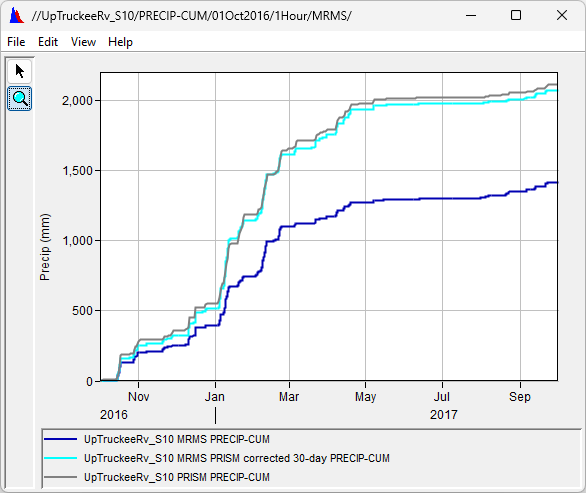 //UpTruckeeRv_S10/PRECIP-CUM/01Oct2016/1Hour/MRMS/
File Edit View Help
2,000
1,500
1,000
500
0
Precip (mm)
Nov Jan Mar May Jul Sep
2016 2017
UpTruckeeRv_S10 MRMS PRECIP-CUM
UpTruckeeRv_S10 MRMS PRISM corrected 30-day PRECIP-CUM
UpTruckeeRv_S10 PRISM PRECIP-CUM